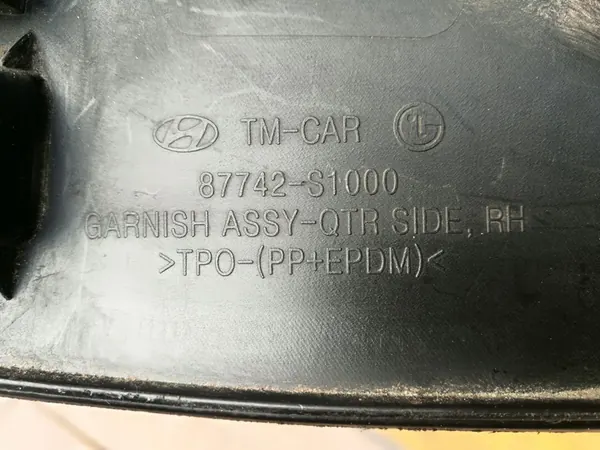 TM-CAR
87742-S1000
GARNISH ASSY-QTR SIDE, RH
>TPO-(PP+EPDM)<